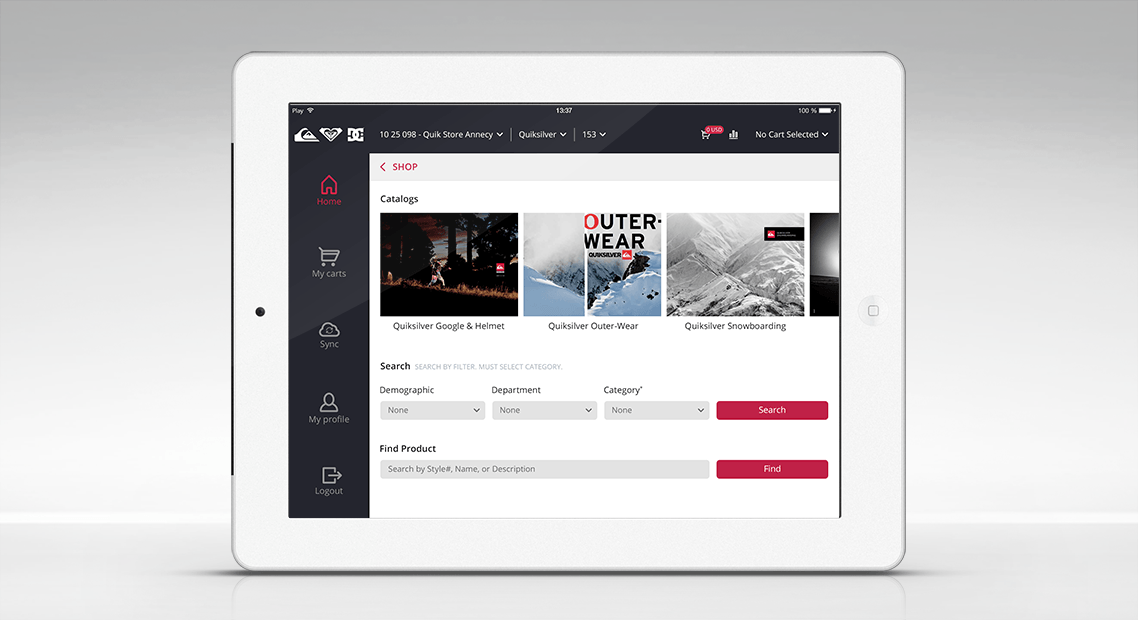 Play 13:37 100 %
DC 10 25 098 - Quik Store Annecy Quiksilver 153 0 USD No Cart Selected
SHOP
Home
My carts
Sync
My profile
Logout
Catalogs
OUTER-
WEAR
QUIKSILVER
Quiksilver Google & Helmet Quiksilver Outer-Wear Quiksilver Snowboarding
Search SEARCH BY FILTER. MUST SELECT CATEGORY.
Demographic Department Category*
None None None Search
Find Product
Search by Style#, Name, or Description Find